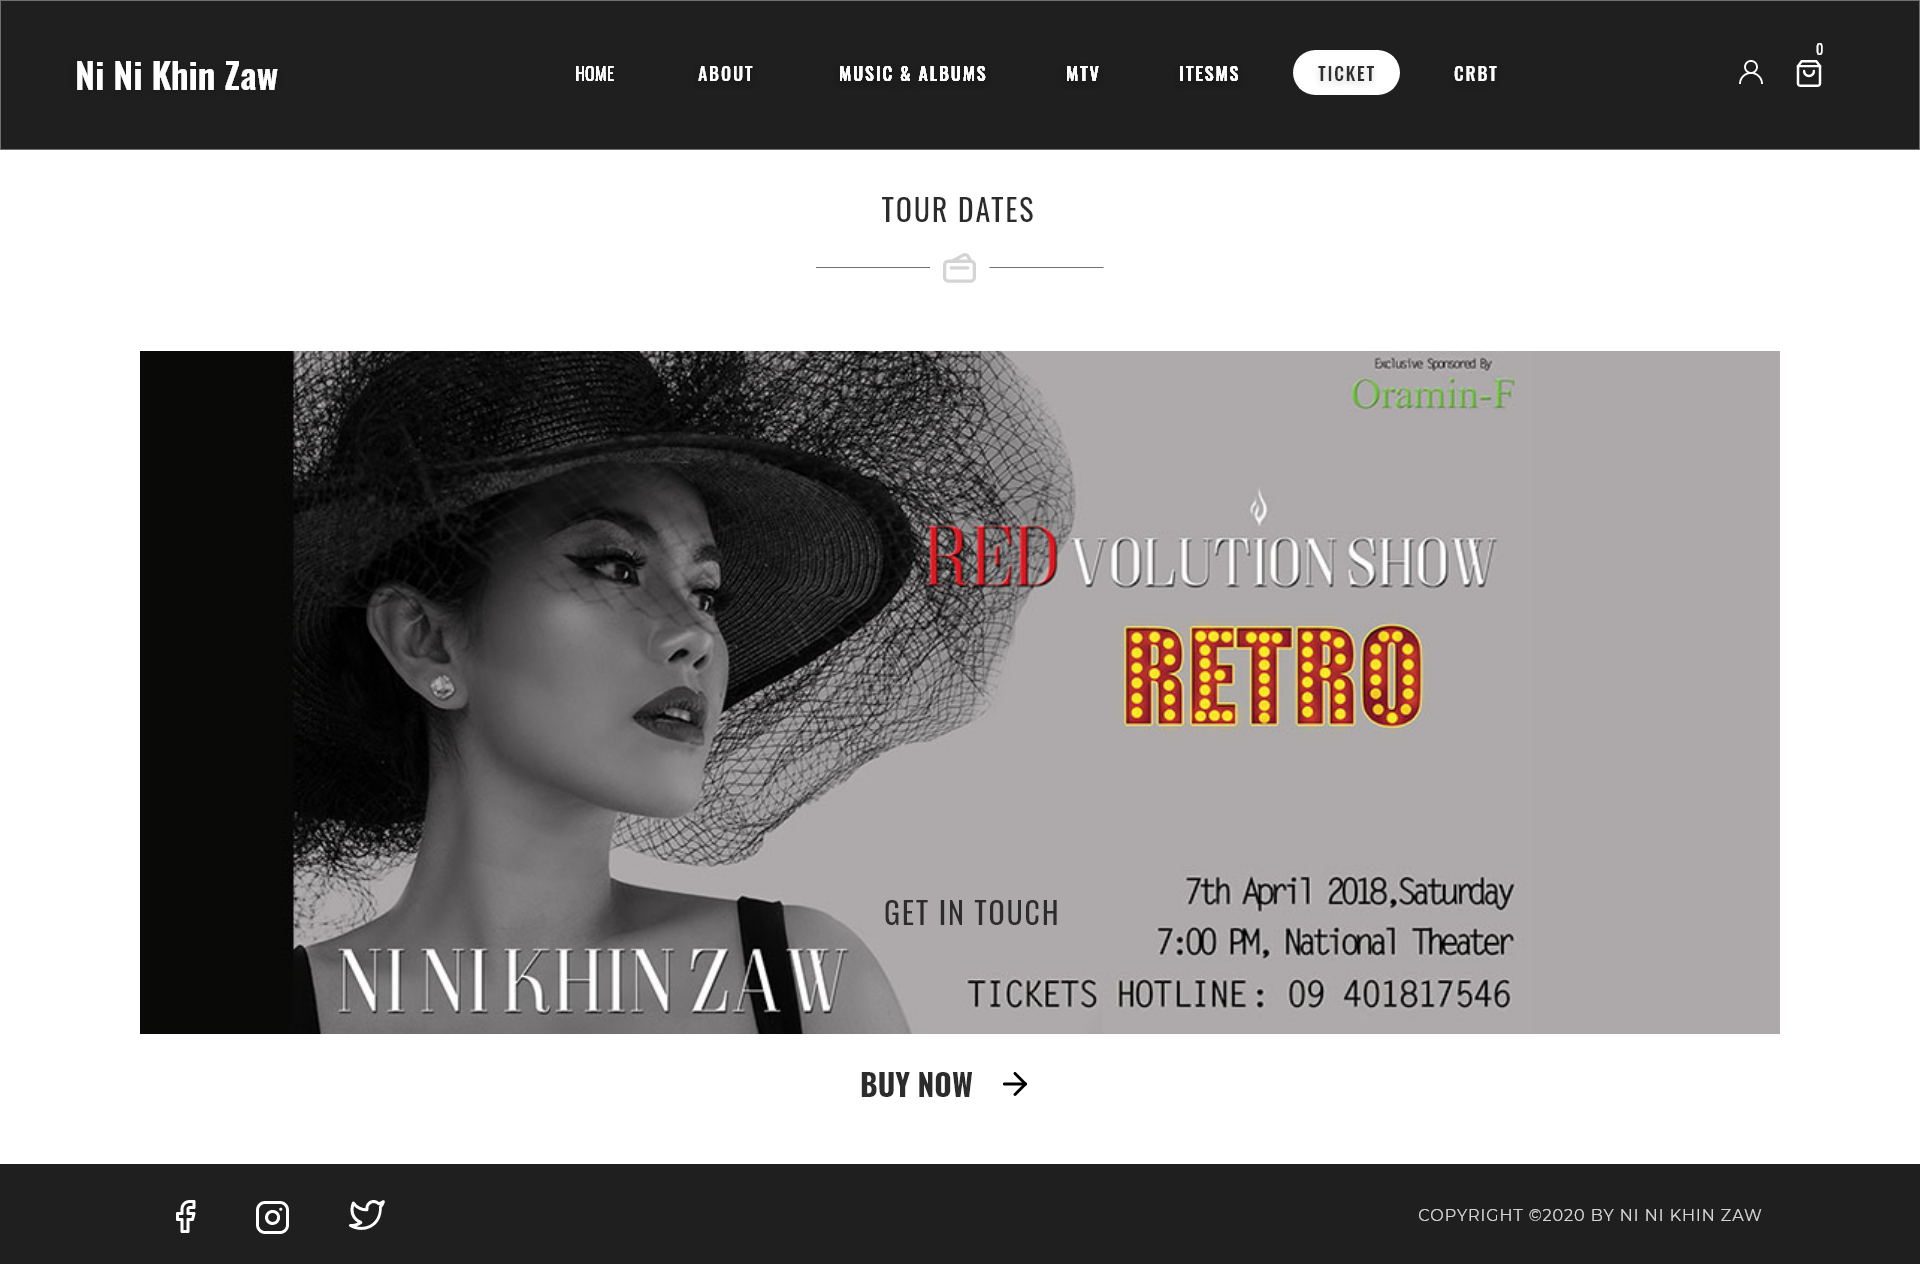 Ni Ni Khin Zaw
HOME
ABOUT
MUSIC & ALBUMS
MTV
ITESMS
TICKET
CRBT
0
TOUR DATES
Exclusive Sponsored By
Oramin-F
RED VOLUTION SHOW
RETRO
7th April 2018,Saturday
GET IN TOUCH
7:00 PM, National Theater
NI NI KHIN ZAW
TICKETS HOTLINE: 09 401817546
BUY NOW
COPYRIGHT ©2020 BY NI NI KHIN ZAW